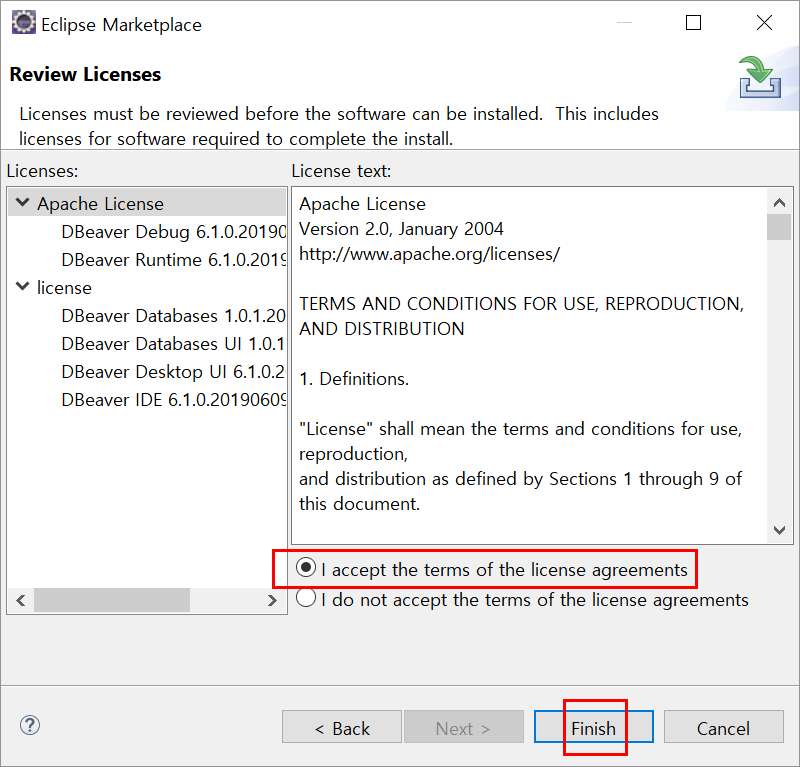 Eclipse Marketplace
Review Licenses
Licenses must be reviewed before the software can be installed.  This includes
licenses for software required to complete the install.
Licenses:
Apache License
DBeaver Debug 6.1.0.20190
DBeaver Runtime 6.1.0.2019
license
DBeaver Databases 1.0.1.20
DBeaver Databases UI 1.0.1
DBeaver Desktop UI 6.1.0.2
DBeaver IDE 6.1.0.20190609
License text:
Apache License
Version 2.0, January 2004
http://www.apache.org/licenses/
TERMS AND CONDITIONS FOR USE, REPRODUCTION,
AND DISTRIBUTION
1. Definitions.
"License" shall mean the terms and conditions for use,
reproduction,
and distribution as defined by Sections 1 through 9 of
this document.
I accept the terms of the license agreements
I do not accept the terms of the license agreements
?
< Back
Next >
Finish
Cancel